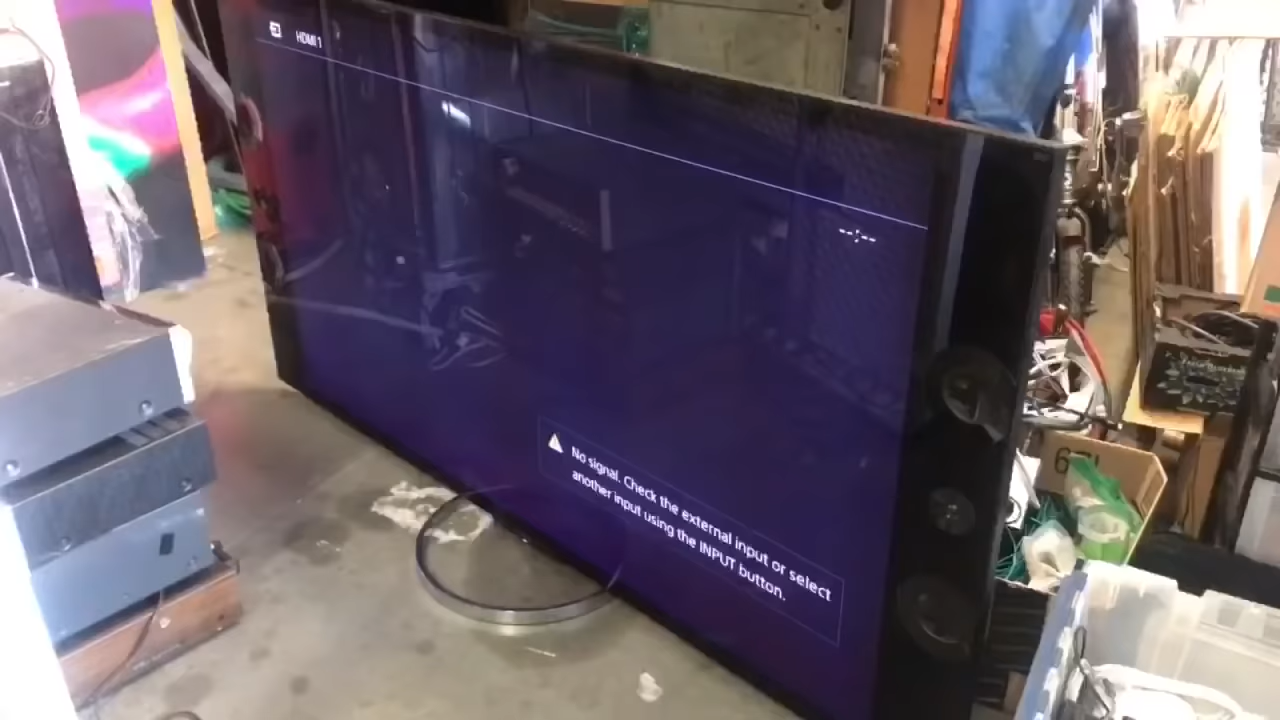 HDMI 1
--:--
No signal. Check the external input or select
another input using the INPUT button.